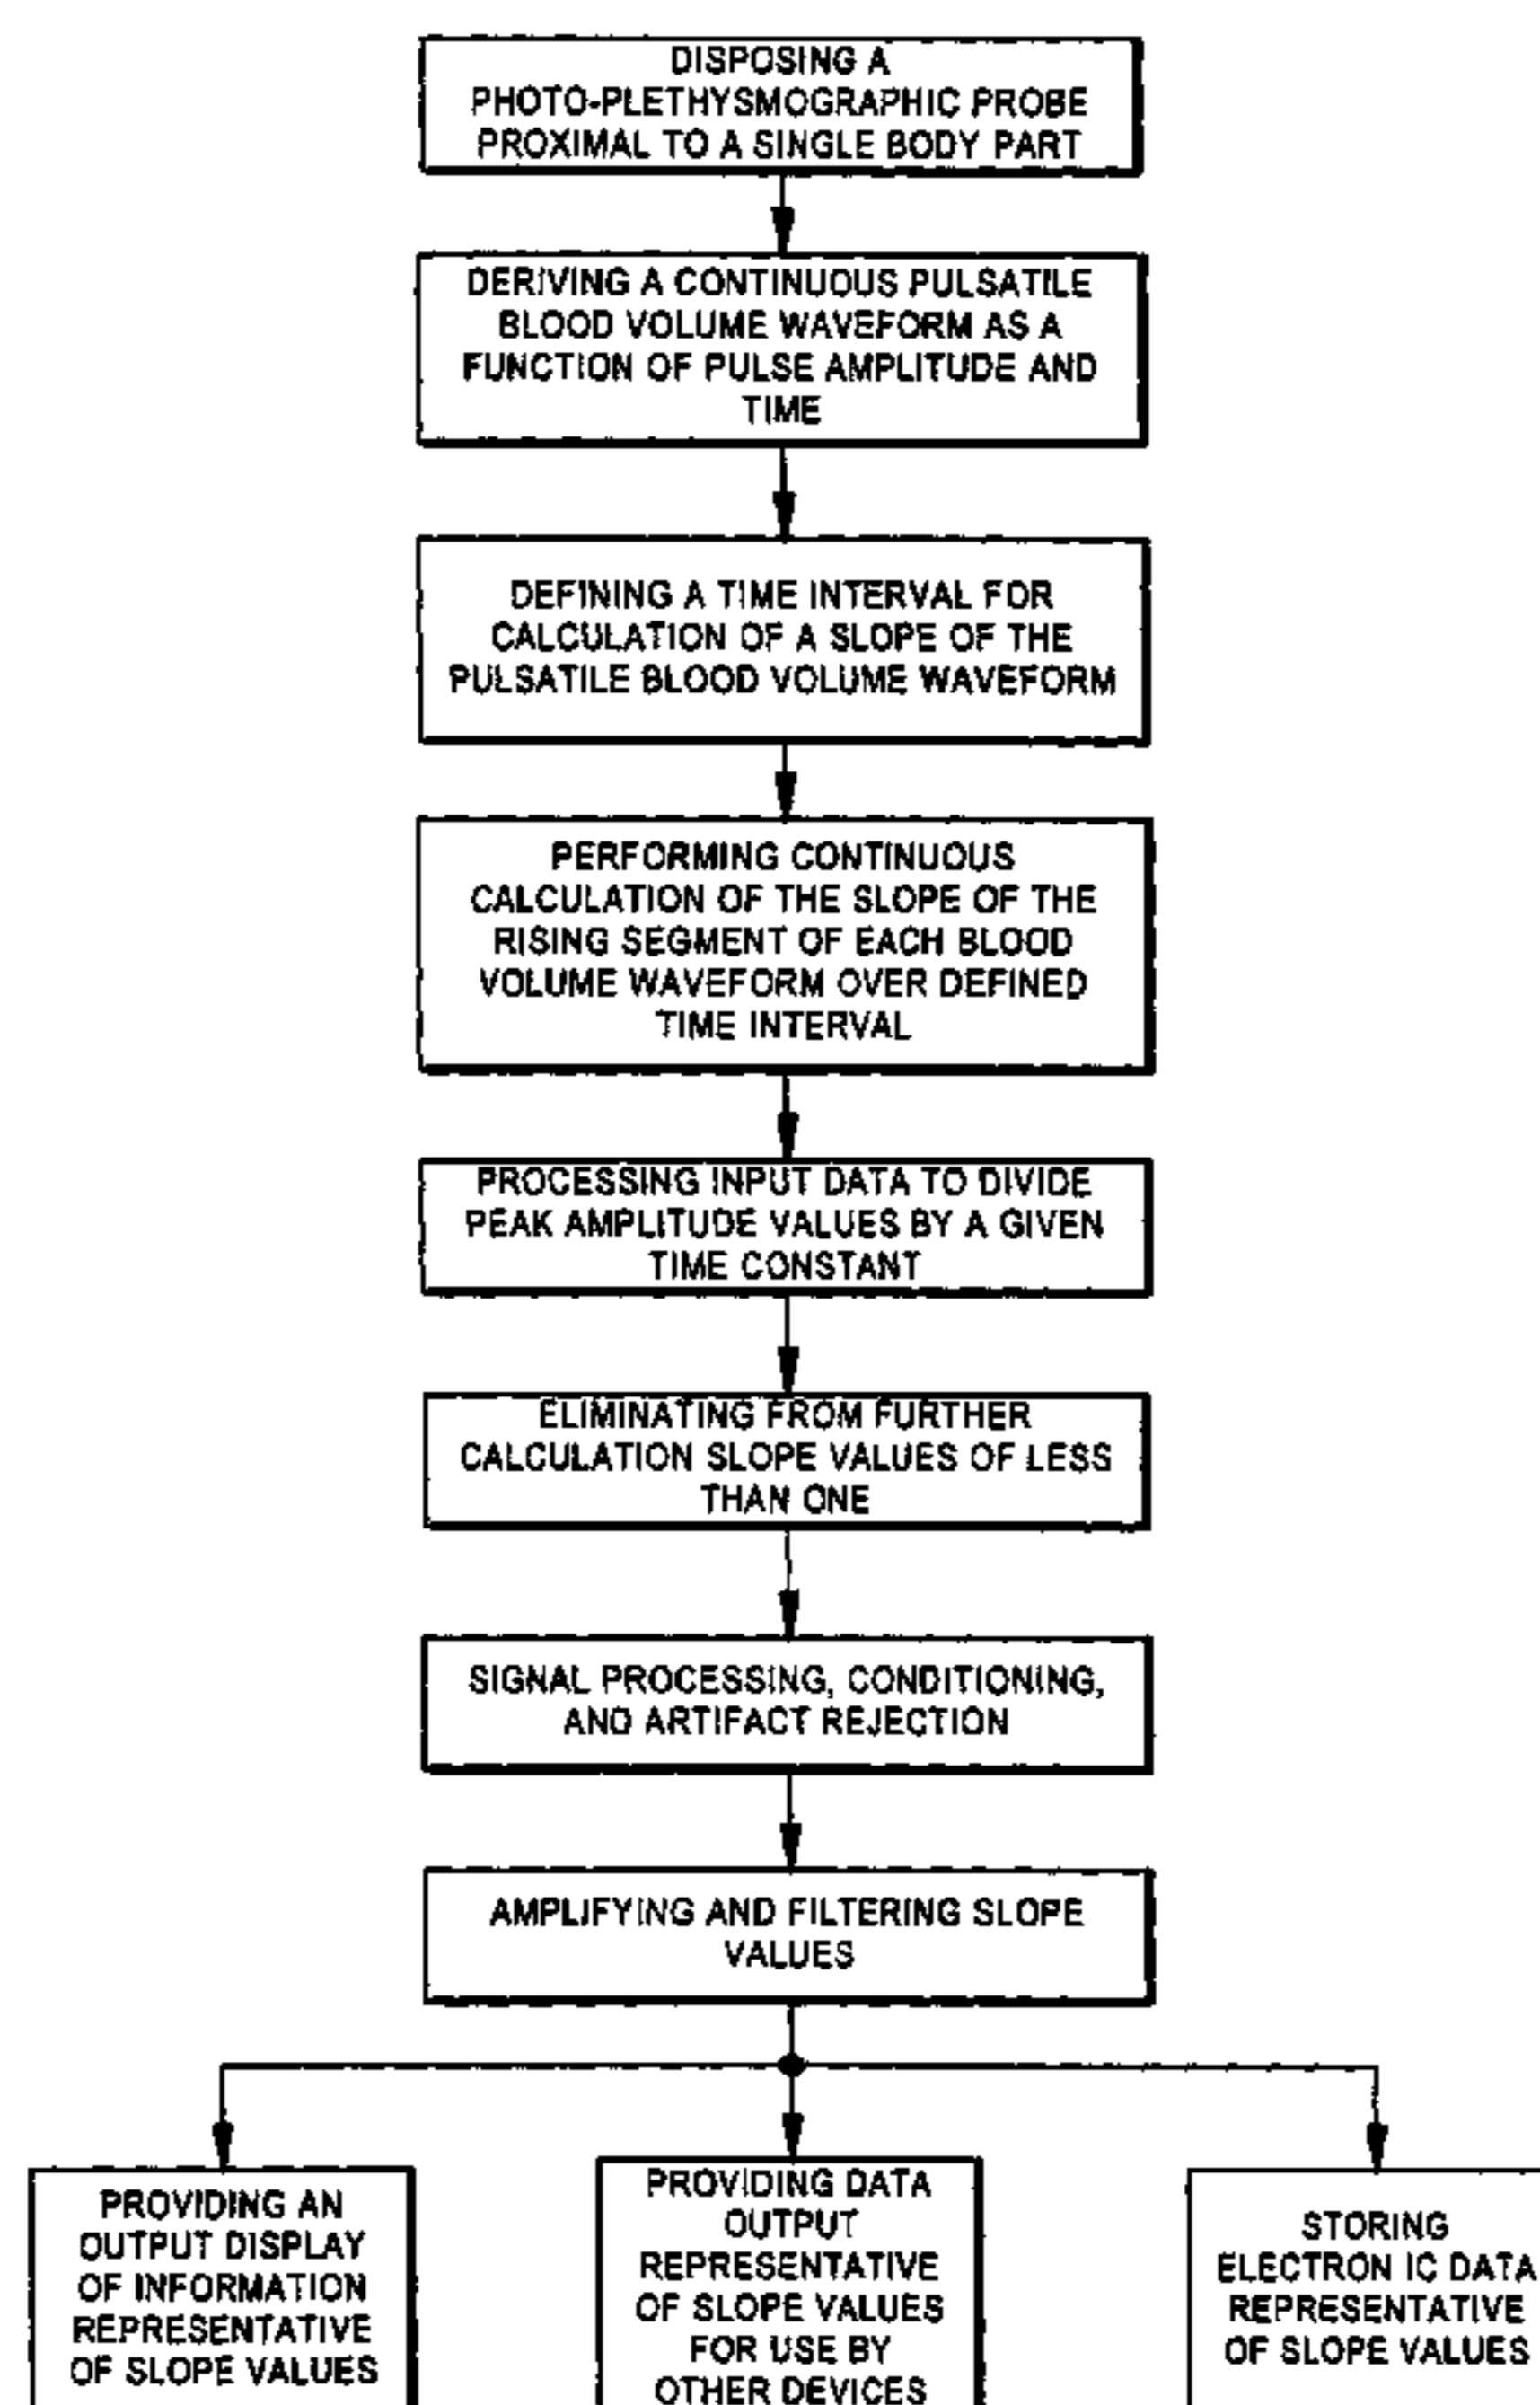 DISPOSING A
PHOTO-PLETHYSMOGRAPHIC PROBE
PROXIMAL TO A SINGLE BODY PART
DERIVING A CONTINUOUS PULSATILE
BLOOD VOLUME WAVEFORM AS A
FUNCTION OF PULSE AMPLITUDE AND
TIME
DEFINING A TIME INTERVAL FOR
CALCULATION OF A SLOPE OF THE
PULSATILE BLOOD VOLUME WAVEFORM
PERFORMING CONTINUOUS
CALCULATION OF THE SLOPE OF THE
RISING SEGMENT OF EACH BLOOD
VOLUME WAVEFORM OVER DEFINED
TIME INTERVAL
PROCESSING INPUT DATA TO DIVIDE
PEAK AMPLITUDE VALUES BY A GIVEN
TIME CONSTANT
ELIMINATING FROM FURTHER
CALCULATION SLOPE VALUES OF LESS
THAN ONE
SIGNAL PROCESSING, CONDITIONING,
AND ARTIFACT REJECTION
AMPLIFYING AND FILTERING SLOPE
VALUES
PROVIDING AN
OUTPUT DISPLAY
OF INFORMATION
REPRESENTATIVE
OF SLOPE VALUES
PROVIDING DATA
OUTPUT
REPRESENTATIVE
OF SLOPE VALUES
FOR USE BY
OTHER DEVICES
STORING
ELECTRON IC DATA
REPRESENTATIVE
OF SLOPE VALUES